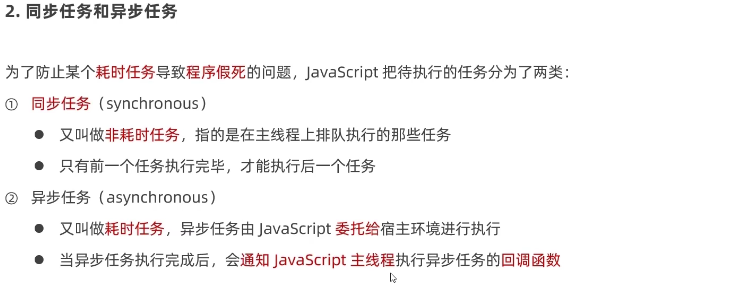 2. 同步任务和异步任务
为了防止某个耗时任务导致程序假死的问题，JavaScript 把待执行的任务分为了两类：
① 同步任务（synchronous）
● 又叫做非耗时任务，指的是在主线程上排队执行的那些任务
● 只有前一个任务执行完毕，才能执行后一个任务
② 异步任务（asynchronous）
● 又叫做耗时任务，异步任务由 JavaScript 委托给宿主环境进行执行
● 当异步任务执行完成后，会通知 JavaScript 主线程执行异步任务的回调函数